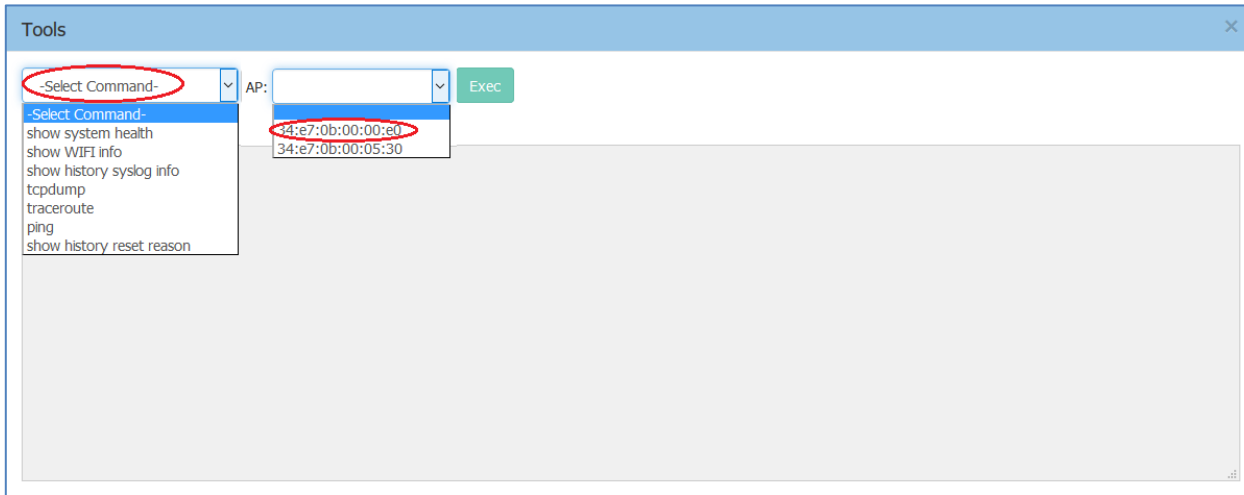 Tools
×
-Select Command- AP: Exec
-Select Command-
show system health
show WIFI info
show history syslog info
tcpdump
traceroute
ping
show history reset reason
34:e7:0b:00:00:e0
34:e7:0b:00:05:30